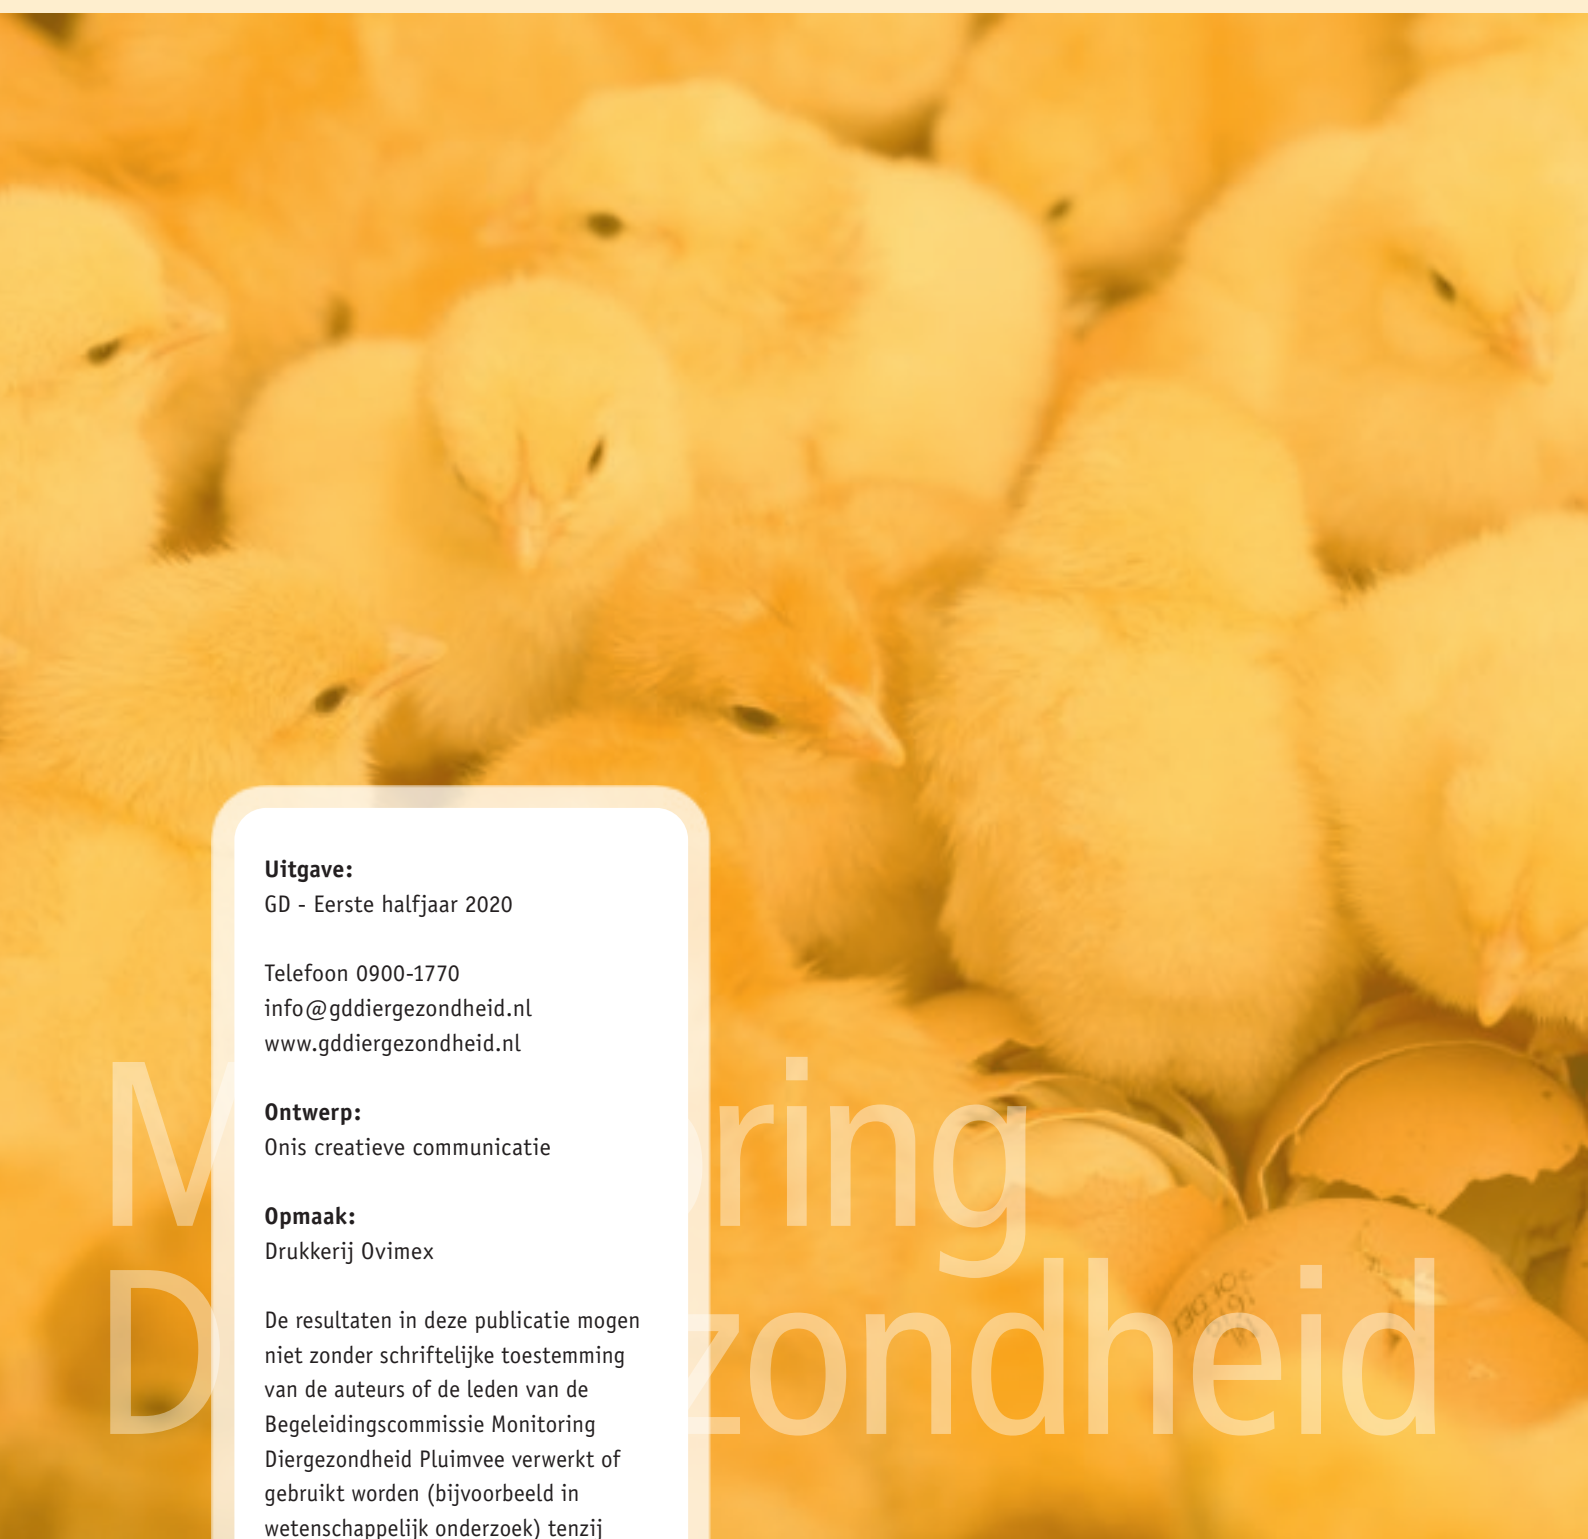 Uitgave:
GD - Eerste halfjaar 2020
Telefoon 0900-1770
info@gddiergezondheid.nl
www.gddiergezondheid.nl
Ontwerp:
Onis creatieve communicatie
Opmaak:
Drukkerij Ovimex
De resultaten in deze publicatie mogen
niet zonder schriftelijke toestemming
van de auteurs of de leden van de
Begeleidingscommissie Monitoring
Diergezondheid Pluimvee verwerkt of
gebruikt worden (bijvoorbeeld in
wetenschappelijk onderzoek) tenzij